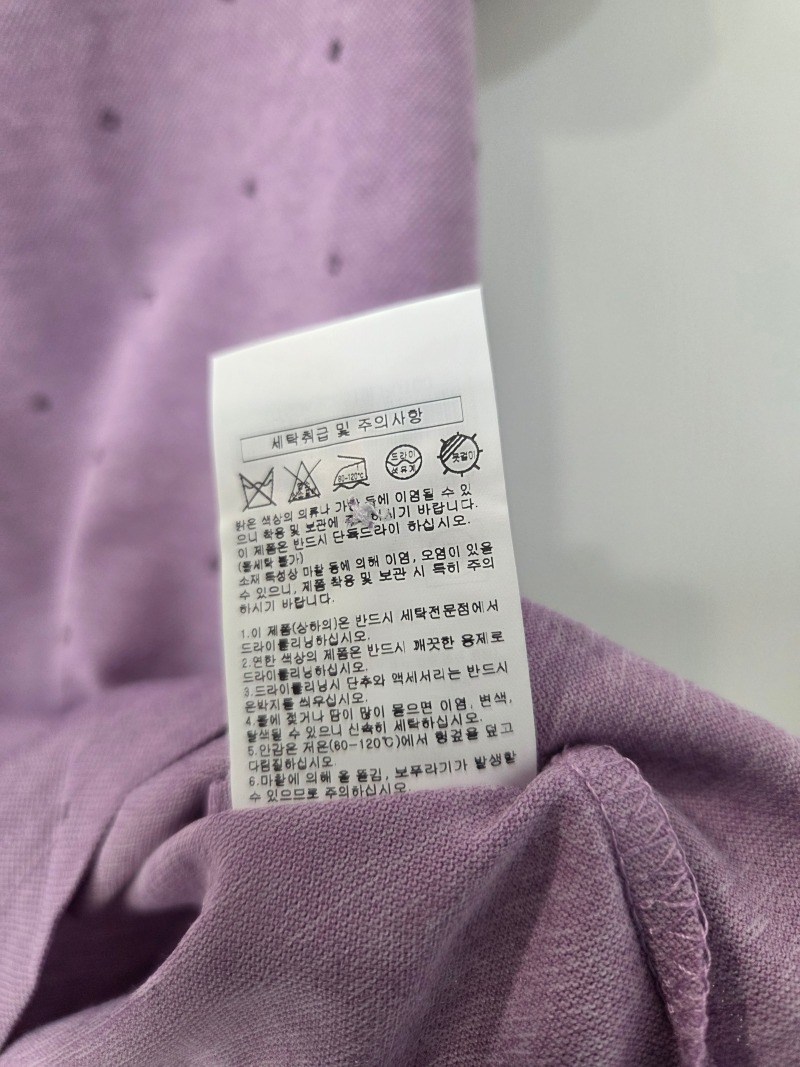 세탁취급 및 주의사항
80-120℃
드라이
석유계
옷걸이
밝은 색상의 의류나 가방 등에 이염될 수 있
으니 착용 및 보관에 하시기 바랍니다.
이 제품은 반드시 단독드라이 하십시오.
(물세탁 불가)
소재 특성상 마찰 등에 의해 이염, 오염이 있을
수 있으니, 제품 착용 및 보관 시 특히 주의
하시기 바랍니다.
1.이 제품(상하의)은 반드시 세탁전문점에서
드라이클리닝하십시오.
2.연한 색상의 제품은 반드시 깨끗한 용제로
드라이클리닝하십시오.
3.드라이클리닝시 단추와 액세서리는 반드시
은박지를 씌우십시오.
4.물에 젖거나 땀이 많이 묻으면 이염, 변색,
탈색될 수 있으니 신속히 세탁하십시오.
5.안감은 저온(80-120℃)에서 헝겊을 덮고
다림질하십시오.
6.마찰에 의해 올 뜯김, 보푸라기가 발생할
수 있으므로 주의하십시오